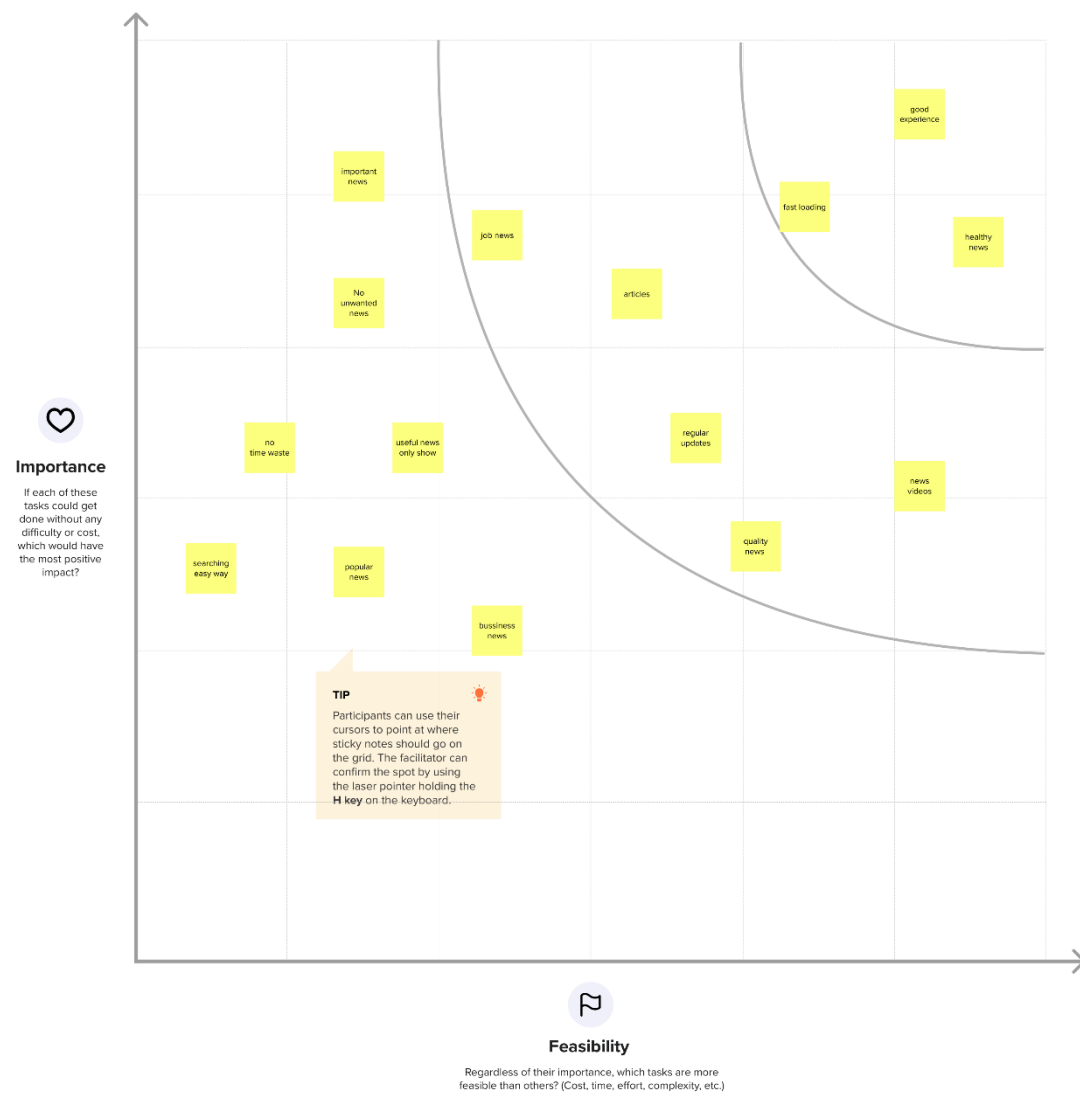 good
experience
important
news
fast loading
job news
healthy
news
No
unwanted
news
articles
no
time waste
useful news
only show
regular
updates
news
videos
quality
news
searching
easy way
popular
news
bussiness
news
Importance
If each of these
tasks could get
done without any
difficulty or cost,
which would have
the most positive
impact?
TIP
Participants can use their
cursors to point at where
sticky notes should go on
the grid. The facilitator can
confirm the spot by using
the laser pointer holding the
H key on the keyboard.
Feasibility
Regardless of their importance, which tasks are more
feasible than others? (Cost, time, effort, complexity, etc.)